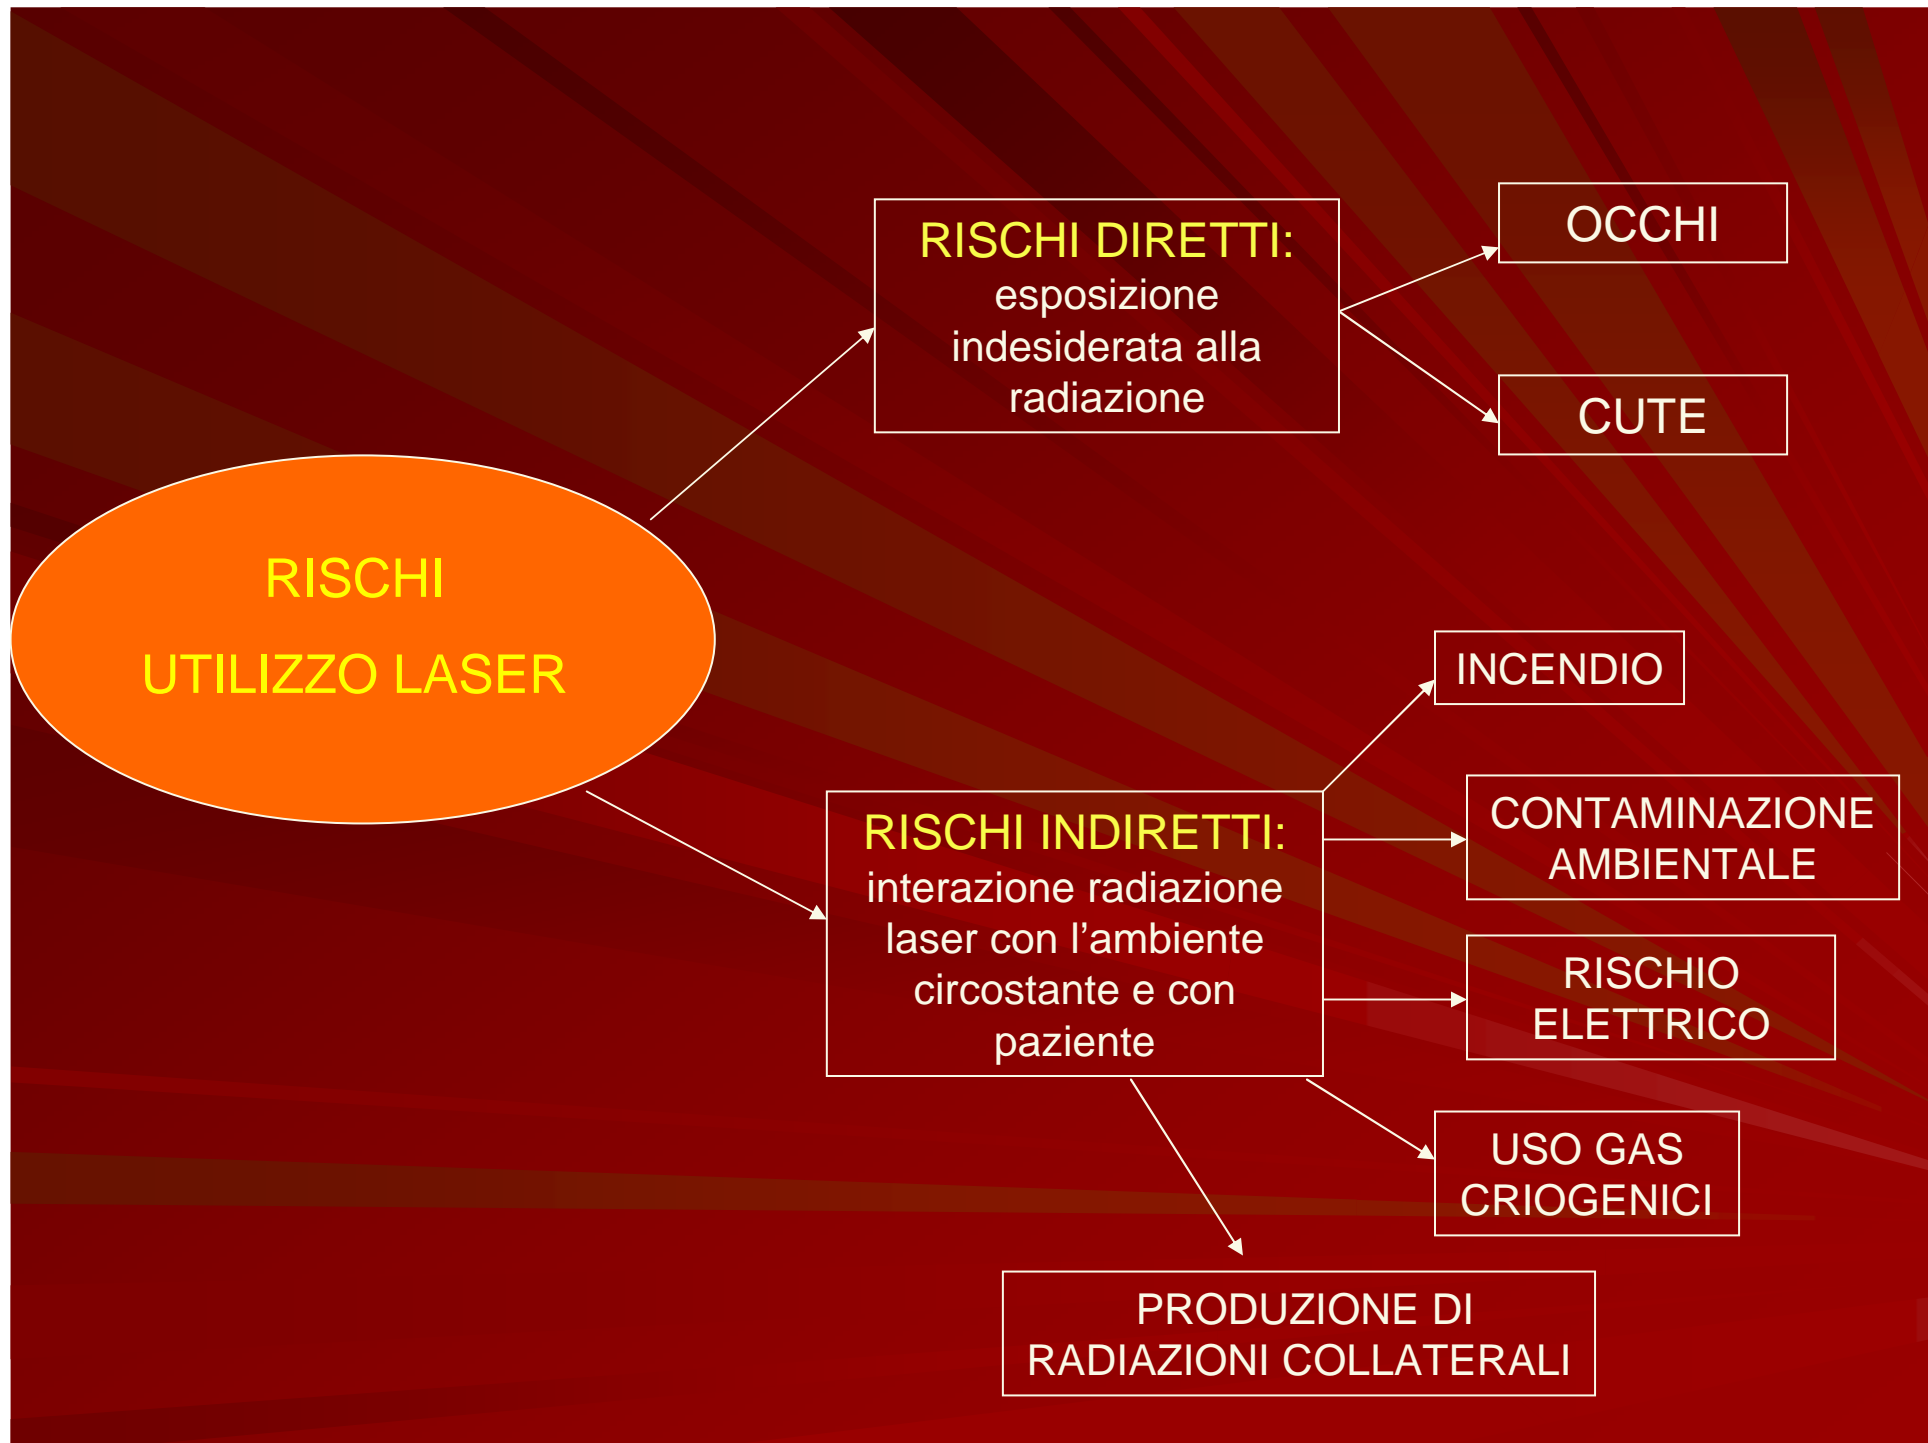 RISCHI
UTILIZZO LASER
RISCHI DIRETTI:
esposizione
indesiderata alla
radiazione
OCCHI
CUTE
RISCHI INDIRETTI:
interazione radiazione
laser con l’ambiente
circostante e con
paziente
INCENDIO
CONTAMINAZIONE
AMBIENTALE
RISCHIO
ELETTRICO
USO GAS
CRIOGENICI
PRODUZIONE DI
RADIAZIONI COLLATERALI